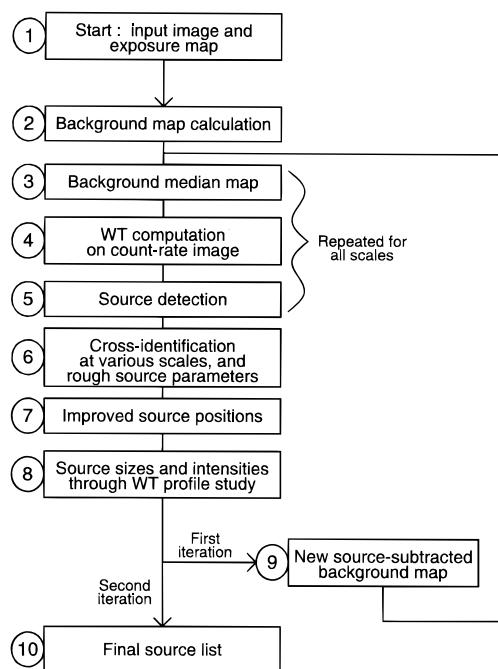 1
Start : input image and
exposure map
2
Background map calculation
3
Background median map
4
WT computation
on count-rate image
Repeated for
all scales
5
Source detection
6
Cross-identification
at various scales, and
rough source parameters
7
Improved source positions
8
Source sizes and intensities
through WT profile study
First
iteration
9
New source-subtracted
background map
Second
iteration
10
Final source list